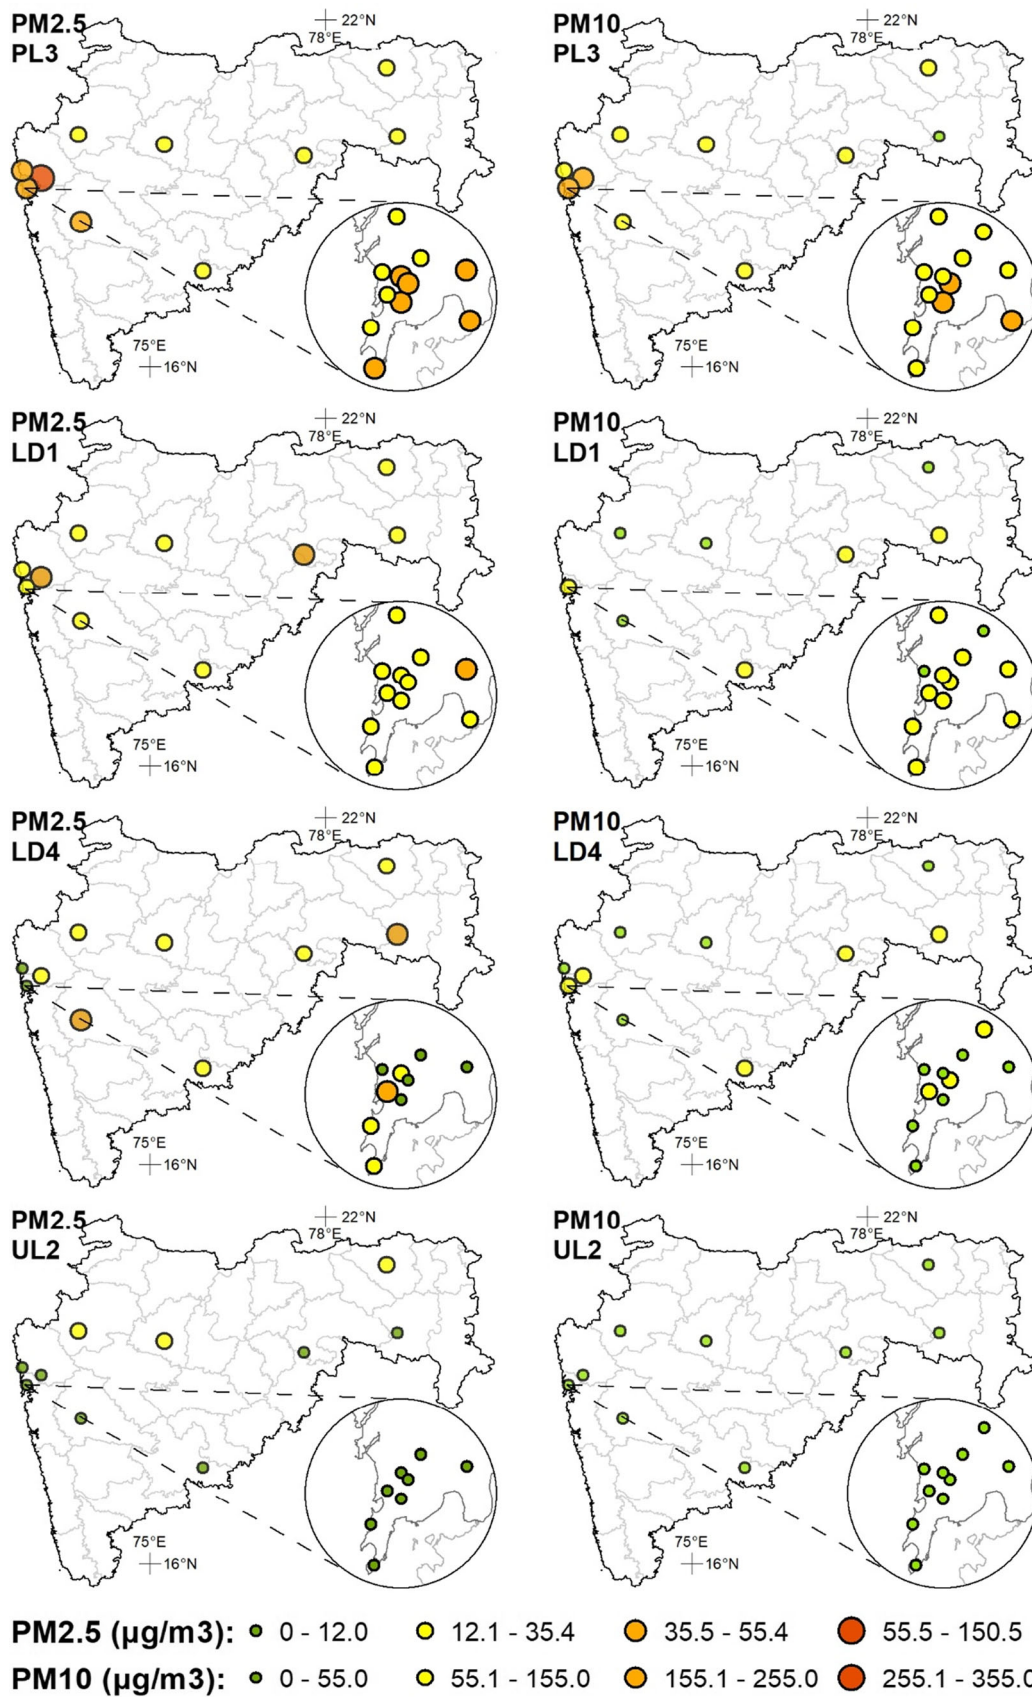 PM2.5
PL3
22°N
78°E
75°E
16°N
PM10
PL3
22°N
78°E
75°E
16°N
PM2.5
LD1
22°N
78°E
75°E
16°N
PM10
LD1
22°N
78°E
75°E
16°N
PM2.5
LD4
22°N
78°E
75°E
16°N
PM10
LD4
22°N
78°E
75°E
16°N
PM2.5
UL2
22°N
78°E
75°E
16°N
PM10
UL2
22°N
78°E
75°E
16°N
PM2.5 (µg/m3): 0 - 12.0 12.1 - 35.4 35.5 - 55.4 55.5 - 150.5
PM10 (µg/m3): 0 - 55.0 55.1 - 155.0 155.1 - 255.0 255.1 - 355.0